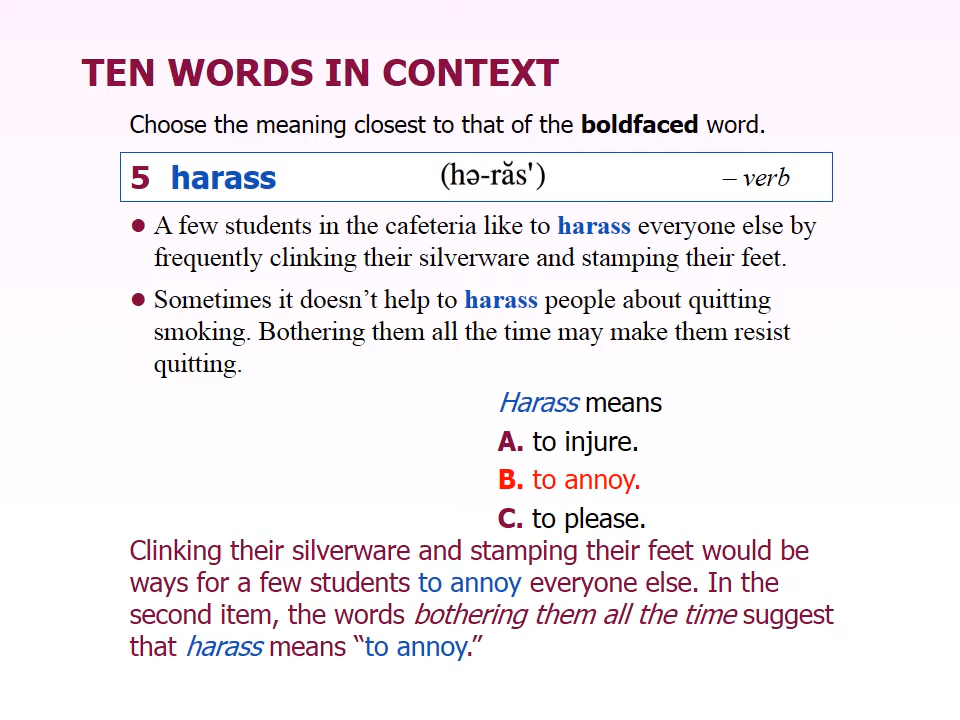 TEN WORDS IN CONTEXT
Choose the meaning closest to that of the boldfaced word.
5 harass (hə-răs') – verb
• A few students in the cafeteria like to harass everyone else by
frequently clinking their silverware and stamping their feet.
• Sometimes it doesn’t help to harass people about quitting
smoking. Bothering them all the time may make them resist
quitting.
Harass means
A. to injure.
B. to annoy.
C. to please.
Clinking their silverware and stamping their feet would be
ways for a few students to annoy everyone else. In the
second item, the words bothering them all the time suggest
that harass means “to annoy.”